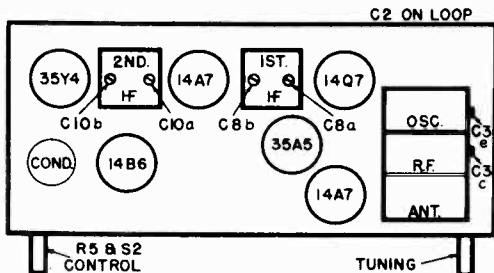 C2 ON LOOP
35Y4
2ND.
I-F
14A7
1ST.
I-F
14Q7
C10b
C10a
C8b
C8a
OSC.
C3
e
COND.
14B6
35A5
R.F.
C3
c
14A7
ANT.
R5 & S2
CONTROL
TUNING